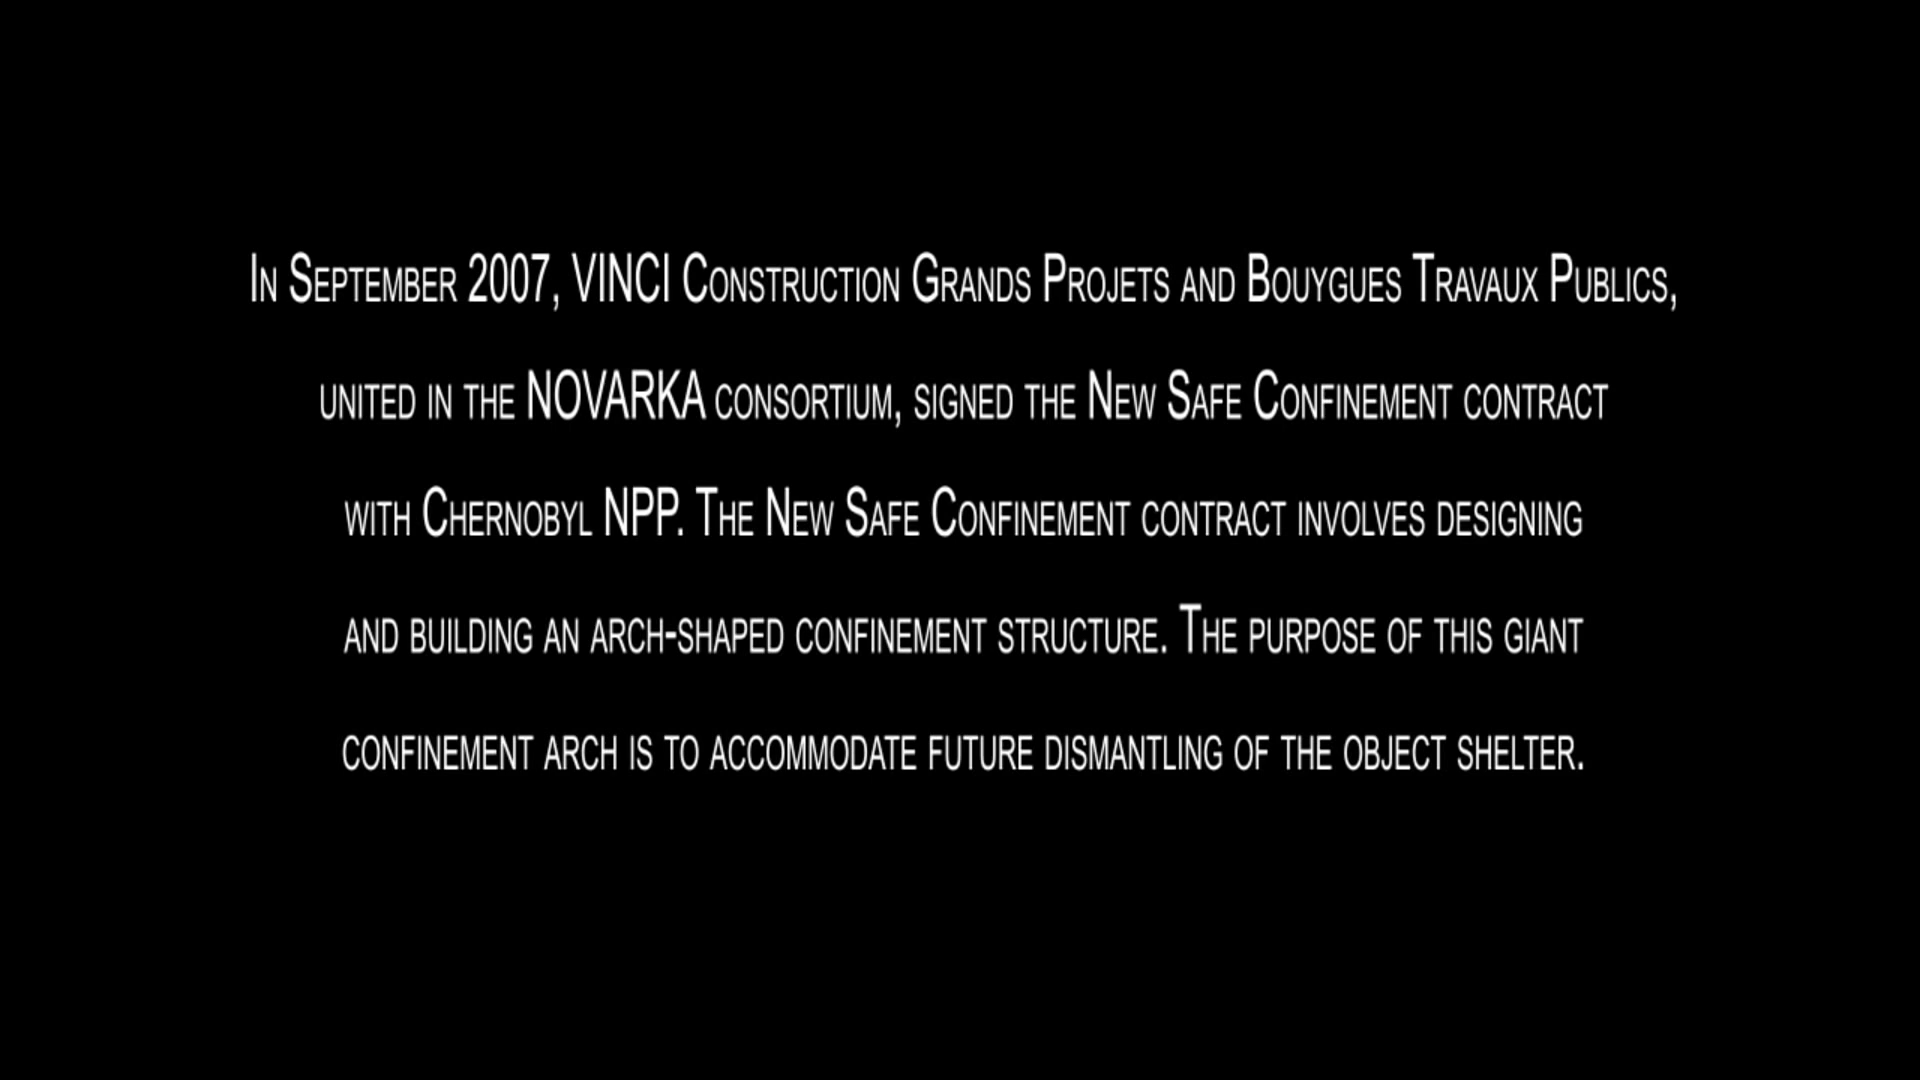 In September 2007, VINCI Construction Grands Projets and Bouygues Travaux Publics,
united in the NOVARKA consortium, signed the New Safe Confinement contract
with Chernobyl NPP. The New Safe Confinement contract involves designing
and building an arch-shaped confinement structure. The purpose of this giant
confinement arch is to accommodate future dismantling of the object shelter.